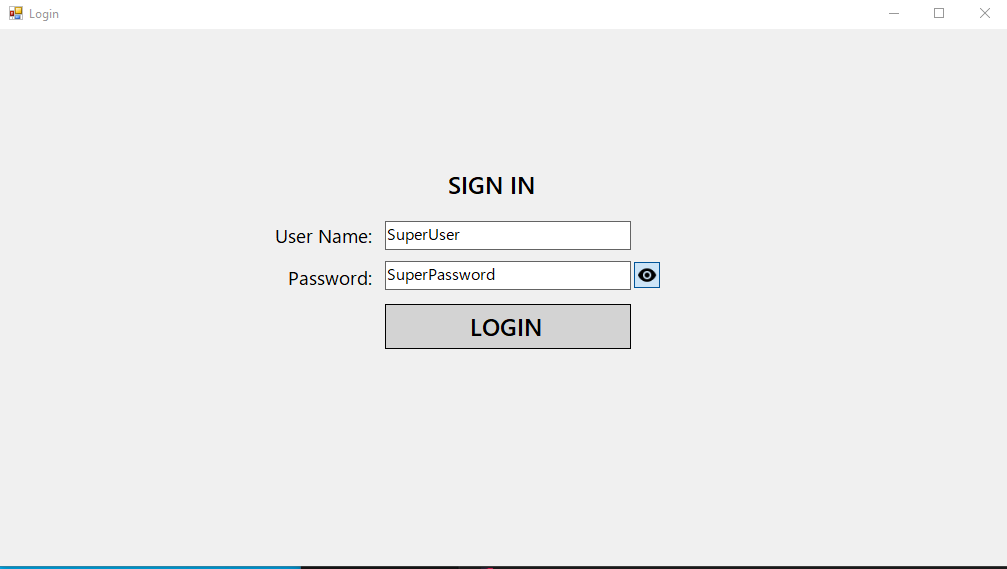 Login
SIGN IN
User Name: SuperUser
Password: SuperPassword
LOGIN